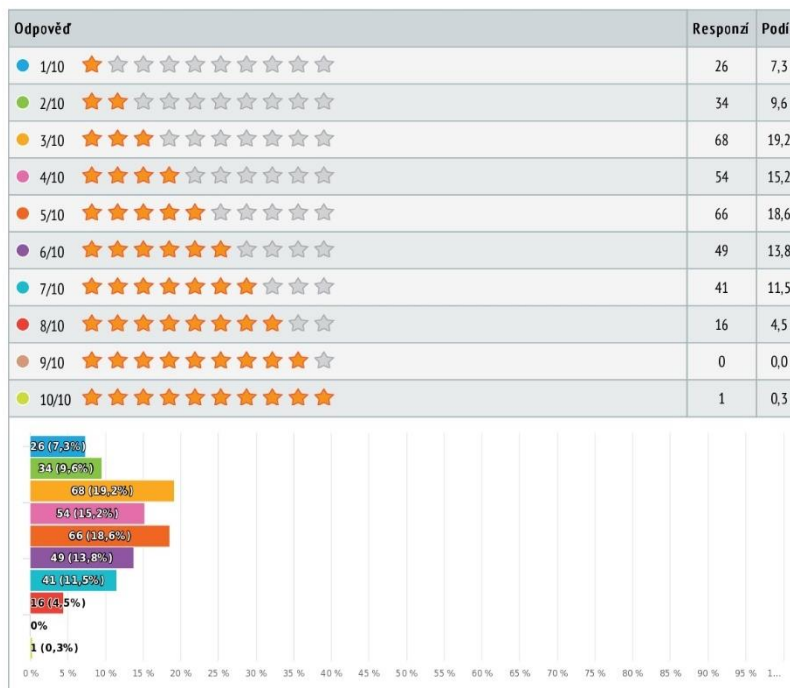 Odpověď Responzí Podí
1/10 26 7,3
2/10 34 9,6
3/10 68 19,2
4/10 54 15,2
5/10 66 18,6
6/10 49 13,8
7/10 41 11,5
8/10 16 4,5
9/10 0 0,0
10/10 1 0,3
26 (7,3%)
34 (9,6%)
68 (19,2%)
54 (15,2%)
66 (18,6%)
49 (13,8%)
41 (11,5%)
16 (4,5%)
0%
1 (0,3%)
0 % 5 % 10 % 15 % 20 % 25 % 30 % 35 % 40 % 45 % 50 % 55 % 60 % 65 % 70 % 75 % 80 % 85 % 90 % 95 % 1...